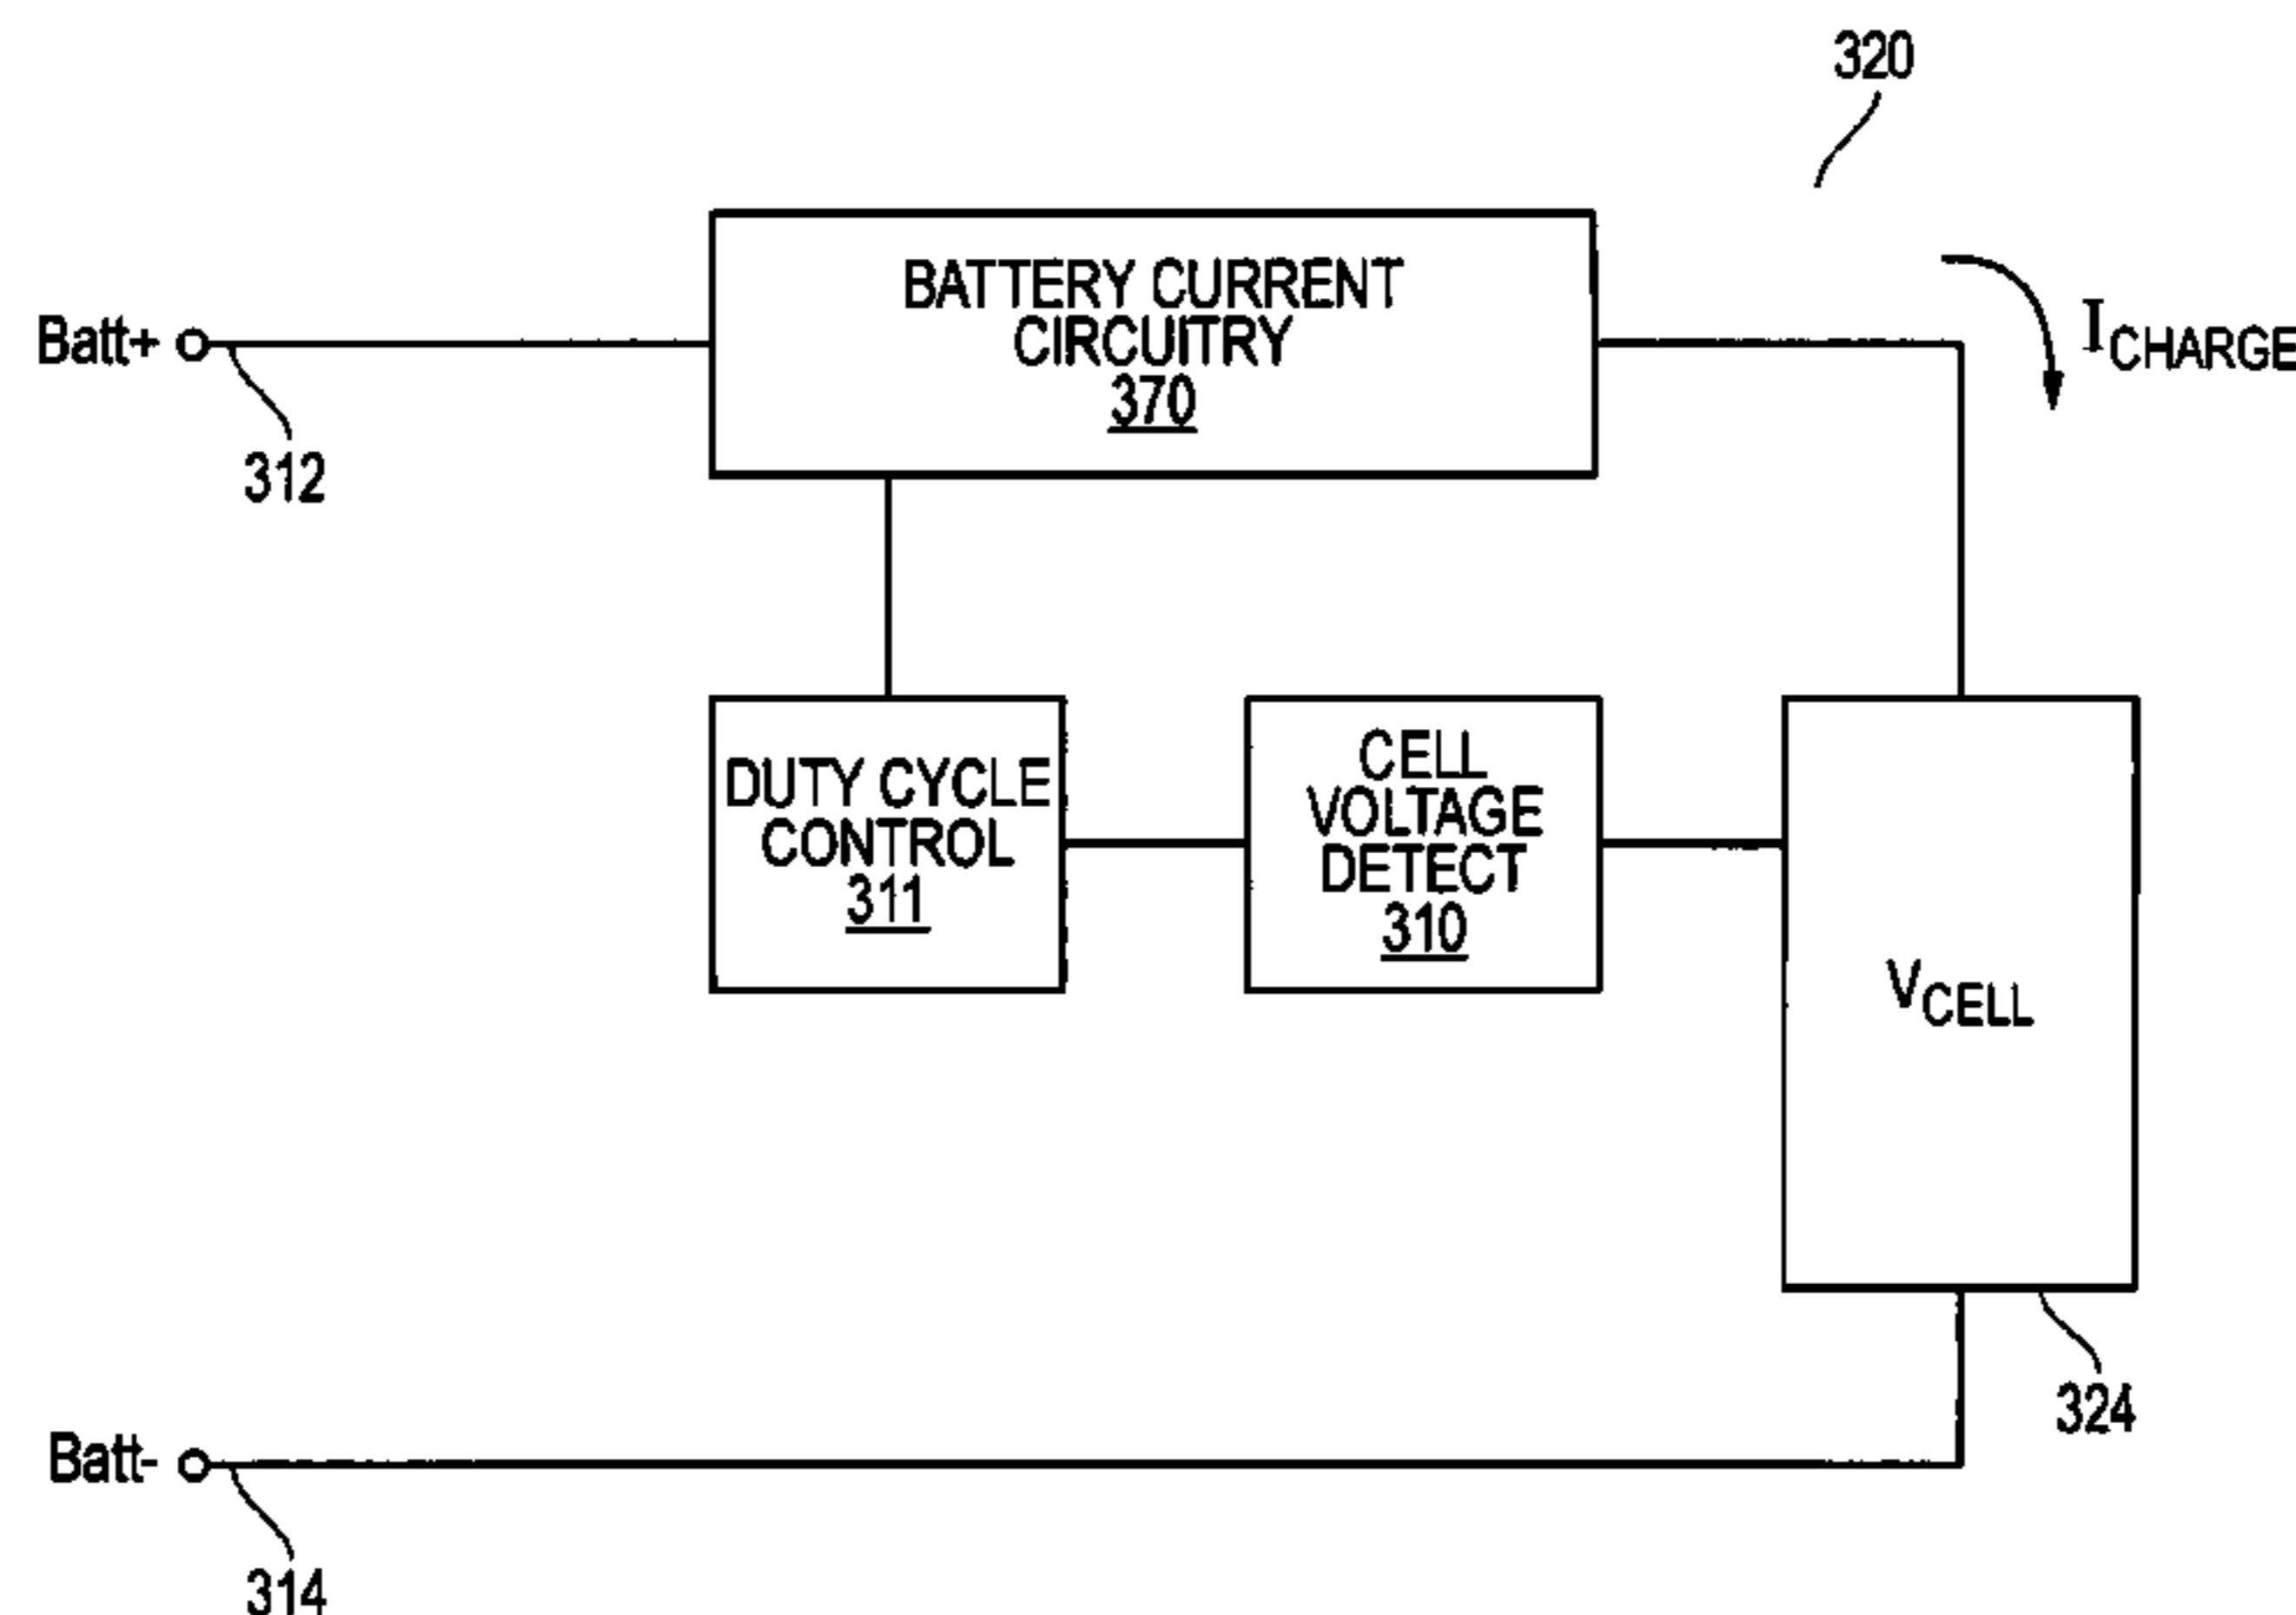 320
BATTERY CURRENT
CIRCUITRY
370
Batt+
ICHARGE
312
DUTY CYCLE
CONTROL
311
CELL
VOLTAGE
DETECT
310
VCELL
324
Batt-
314